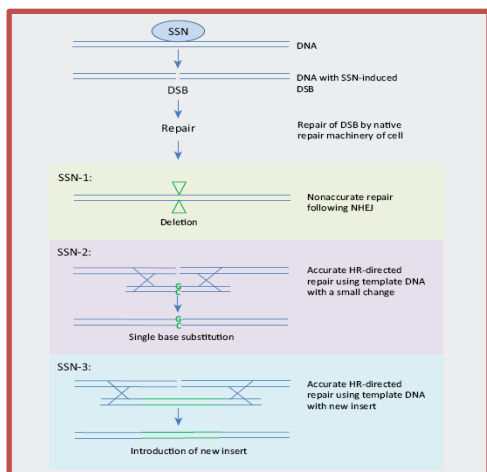 SSN
DNA
DNA with SSN-induced
DSB
DSB
Repair
Repair of DSB by native
repair machinery of cell
SSN-1:
Nonaccurate repair
following NHEJ
Deletion
SSN-2:
Accurate HR-directed
repair using template DNA
with a small change
G
C
G
C
Single base substitution
SSN-3:
Accurate HR-directed
repair using template DNA
with new insert
Introduction of new insert